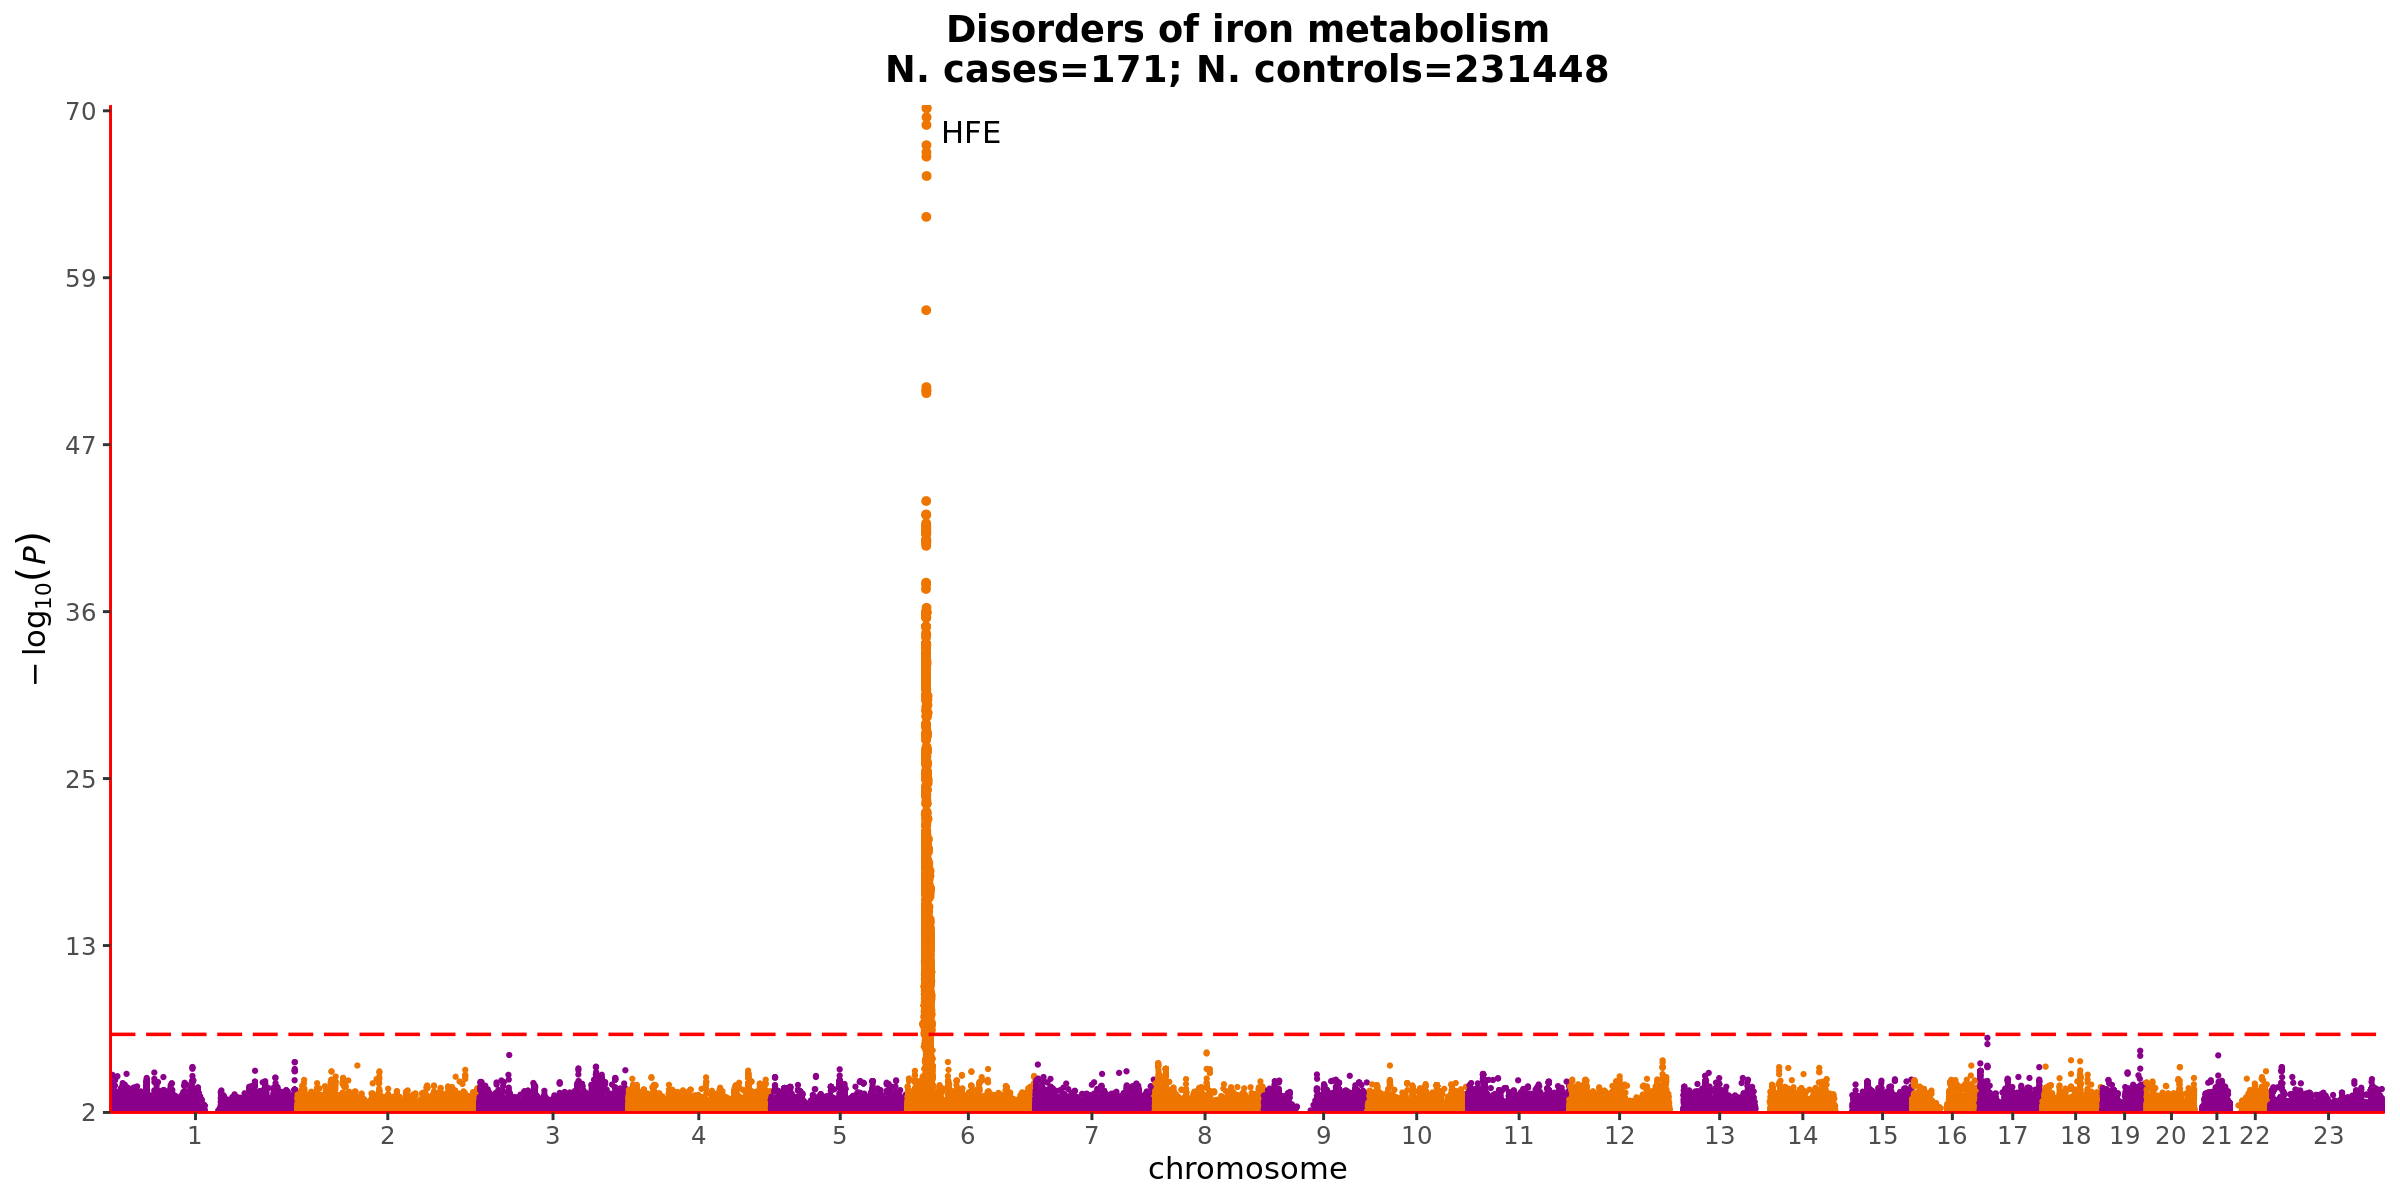 Disorders of iron metabolism
N. cases=171; N. controls=231448
70
HFE
59
47
36
25
13
2
−log₁₀(P)
1 2 3 4 5 6 7 8 9 10 11 12 13 14 15 16 17 18 19 20 21 22 23
chromosome